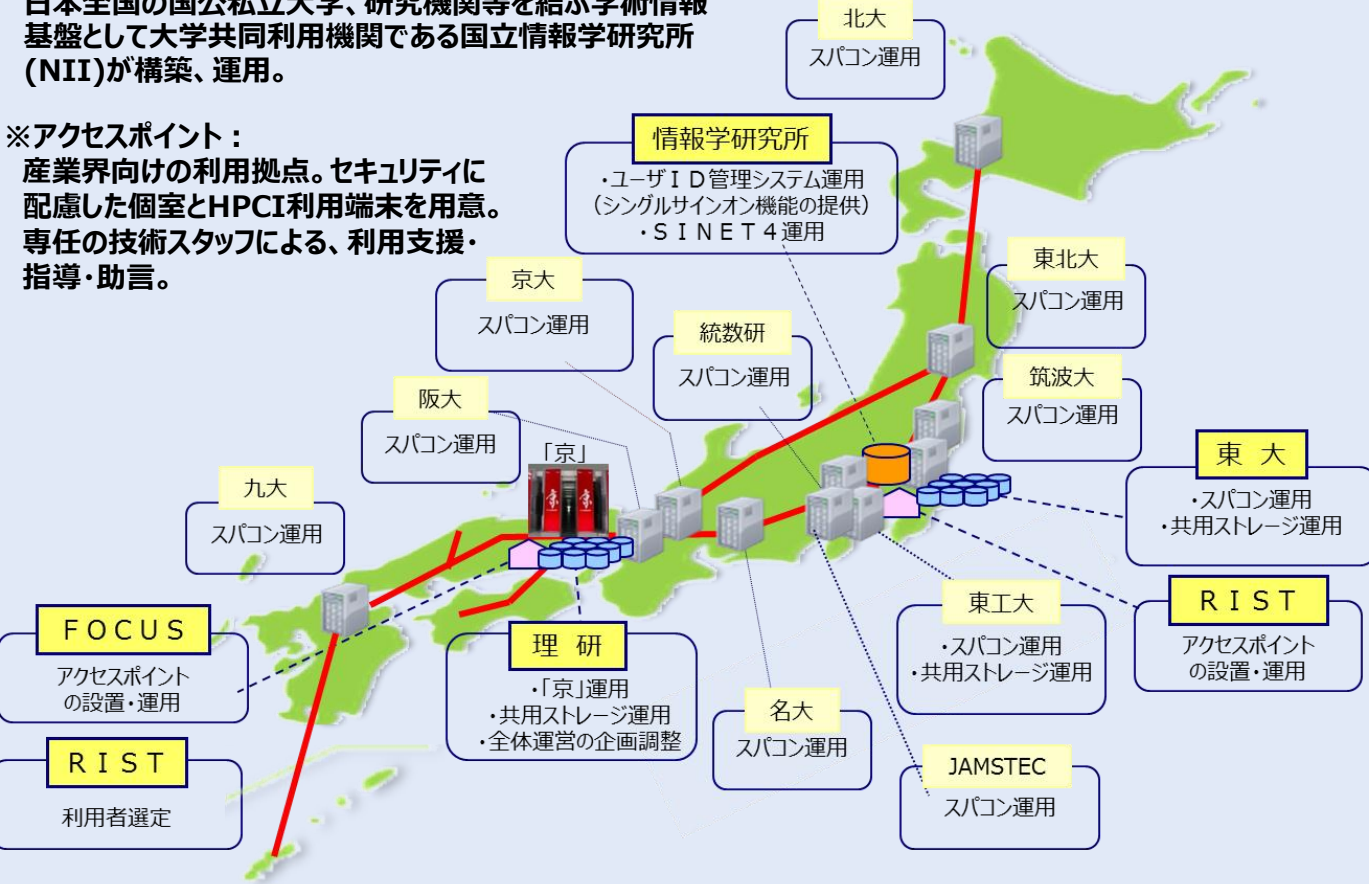 日本全国の国公私立大学、研究機関等を結ぶ学術情報
基盤として大学共同利用機関である国立情報学研究所
(NII)が構築、運用。
※アクセスポイント：
産業界向けの利用拠点。セキュリティに
配慮した個室とHPCI利用端末を用意。
専任の技術スタッフによる、利用支援・
指導・助言。
北大
スパコン運用
情報学研究所
・ユーザＩＤ管理システム運用
（シングルサインオン機能の提供）
・ＳＩＮＥＴ４運用
東北大
スパコン運用
京大
スパコン運用
統数研
スパコン運用
筑波大
スパコン運用
阪大
スパコン運用
「京」
京
京
東 大
・スパコン運用
・共用ストレージ運用
九大
スパコン運用
ＦＯＣＵＳ
アクセスポイント
の設置・運用
理 研
・「京」運用
・共用ストレージ運用
・全体運営の企画調整
東工大
・スパコン運用
・共用ストレージ運用
ＲＩＳＴ
アクセスポイント
の設置・運用
名大
スパコン運用
ＲＩＳＴ
利用者選定
JAMSTEC
スパコン運用